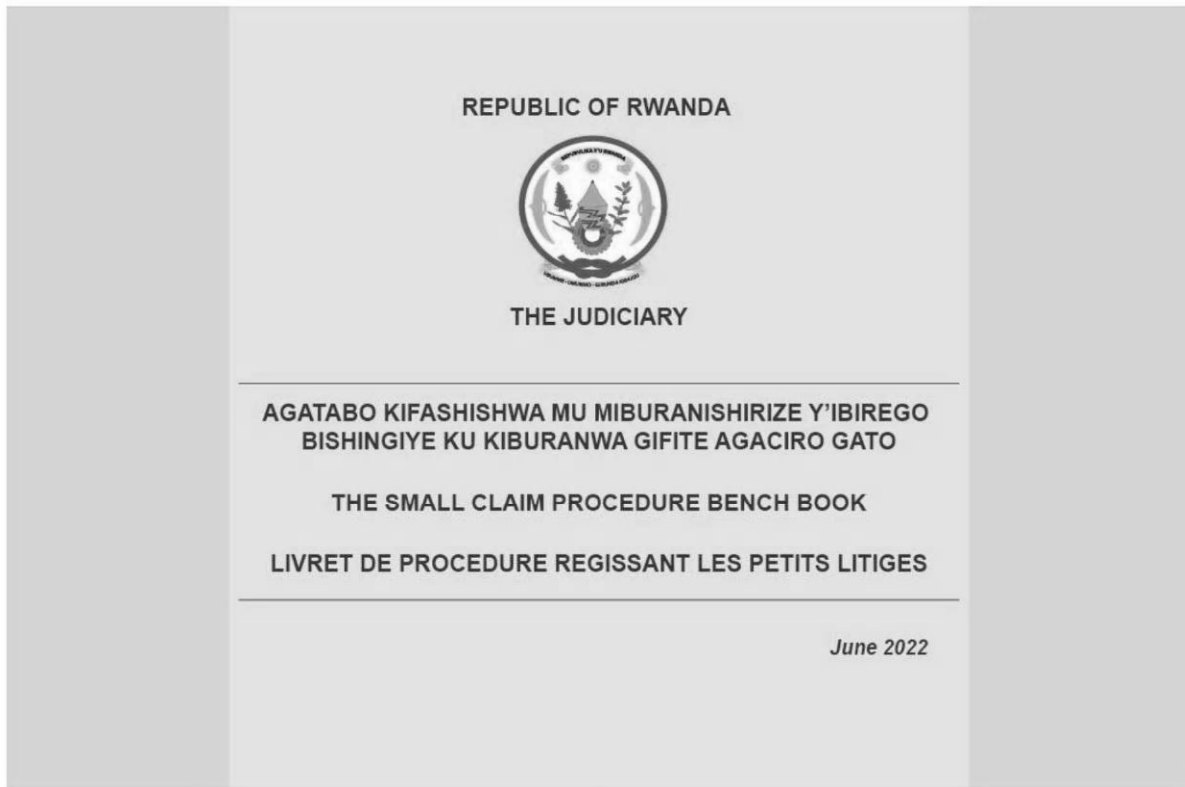 REPUBLIC OF RWANDA
THE JUDICIARY
AGATABO KIFASHISHWA MU MIBURANISHIRIZE Y’IBIREGO
BISHINGIYE KU KIBURANWA GIFITE AGACIRO GATO
THE SMALL CLAIM PROCEDURE BENCH BOOK
LIVRET DE PROCEDURE REGISSANT LES PETITS LITIGES
June 2022